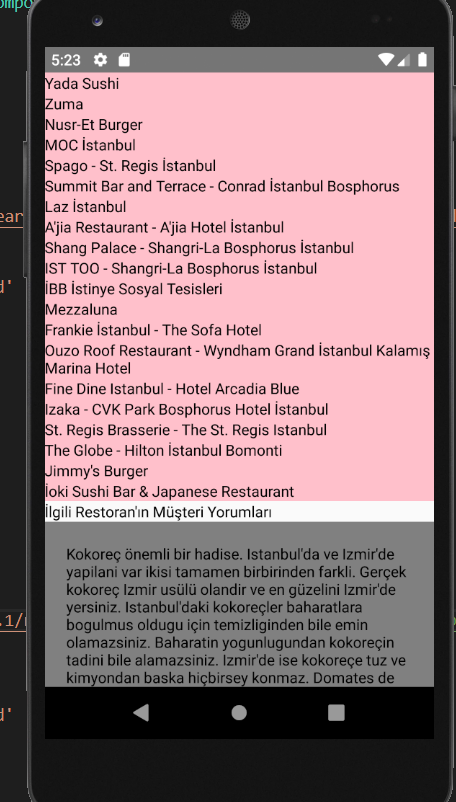 ompo
5:23
Yada Sushi
Zuma
Nusr-Et Burger
MOC İstanbul
Spago - St. Regis İstanbul
Summit Bar and Terrace - Conrad İstanbul Bosphorus
Laz İstanbul
A'jia Restaurant - A'jia Hotel İstanbul
ear
Shang Palace - Shangri-La Bosphorus İstanbul
IST TOO - Shangri-La Bosphorus İstanbul
d'
İBB İstinye Sosyal Tesisleri
Mezzaluna
Frankie İstanbul - The Sofa Hotel
Ouzo Roof Restaurant - Wyndham Grand İstanbul Kalamış
Marina Hotel
Fine Dine Istanbul - Hotel Arcadia Blue
Izaka - CVK Park Bosphorus Hotel İstanbul
St. Regis Brasserie - The St. Regis Istanbul
The Globe - Hilton İstanbul Bomonti
Jimmy's Burger
İoki Sushi Bar & Japanese Restaurant
İlgili Restoran'ın Müşteri Yorumları
Kokoreç önemli bir hadise. Istanbul'da ve Izmir'de
yapilani var ikisi tamamen birbirinden farkli. Gerçek
kokoreç Izmir usülü olandir ve en güzelini Izmir'de
yersiniz. Istanbul'daki kokoreçler baharatlara
bogulmus oldugu için temizliginden bile emin
olamazsiniz. Baharatin yogunlugundan kokoreçin
tadini bile alamazsiniz. Izmir'de ise kokoreçe tuz ve
kimyondan baska hiçbirsey konmaz. Domates de
.1/
d'